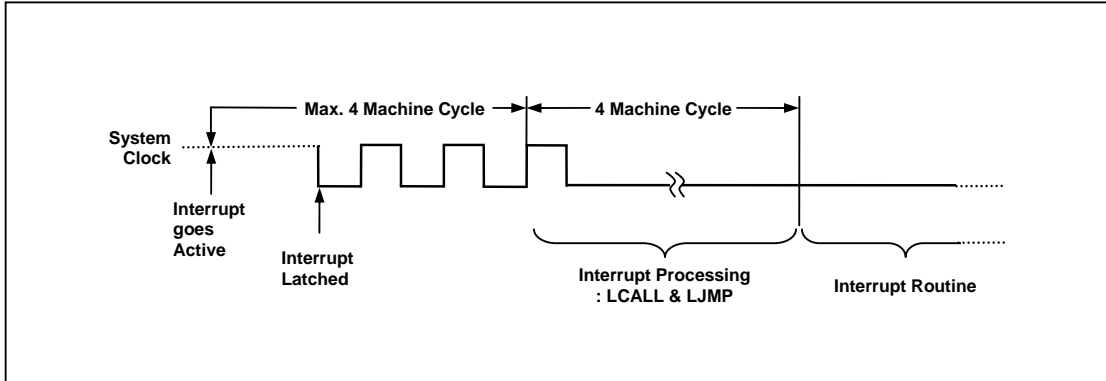 Max. 4 Machine Cycle
4 Machine Cycle
System
Clock
Interrupt
goes
Active
Interrupt
Latched
Interrupt Processing
: LCALL & LJMP
Interrupt Routine